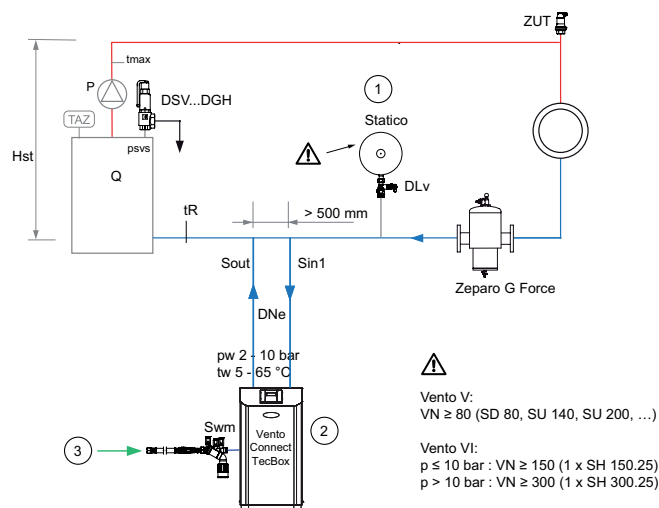 ZUT
tmax
P
DSV...DGH
TAZ
psvs
Hst
Q
1
Statico
DLv
tR
> 500 mm
Sout
Sin1
Zeparo G Force
DNe
pw 2 - 10 bar
tw 5 - 65 °C
Swm
Vento
Connect
TecBox
2
3
Vento V:
VN ≥ 80 (SD 80, SU 140, SU 200, …)
Vento VI:
p ≤ 10 bar : VN ≥ 150 (1 x SH 150.25)
p > 10 bar : VN ≥ 300 (1 x SH 300.25)